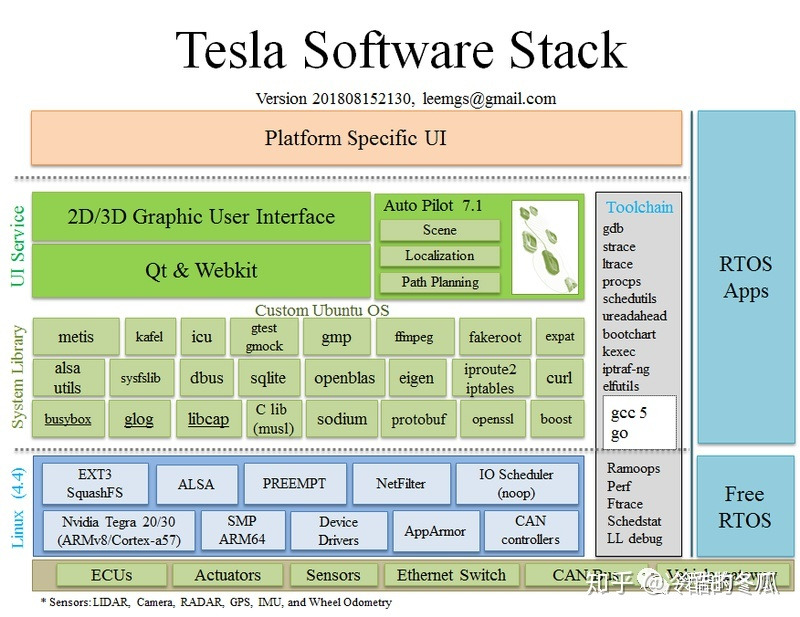 Tesla Software Stack
Version 201808152130, leemgs@gmail.com
Platform Specific UI
UI Service
2D/3D Graphic User Interface
Qt & Webkit
Auto Pilot 7.1
Scene
Localization
Path Planning
Custom Ubuntu OS
System Library
metis
kafel
icu
gtest
gmock
gmp
ffmpeg
fakeroot
expat
alsa
utils
sysfslib
dbus
sqlite
openblas
eigen
iproute2
iptables
curl
busybox
glog
libcap
C lib
(musl)
sodium
protobuf
openssl
boost
Toolchain
gdb
strace
ltrace
procps
schedutils
ureadahead
bootchart
kexec
iptraf-ng
elfutils
gcc 5
go
Ramoops
Perf
Ftrace
Schedstat
LL debug
RTOS
Apps
Free
RTOS
Linux (4.4)
EXT3
SquashFS
ALSA
PREEMPT
NetFilter
IO Scheduler
(noop)
Nvidia Tegra 20/30
(ARMv8/Cortex-a57)
SMP
ARM64
Device
Drivers
AppArmor
CAN
controllers
ECUs
Actuators
Sensors
Ethernet Switch
CAN
知乎 @冷酷的冬瓜
* Sensors: LIDAR, Camera, RADAR, GPS, IMU, and Wheel Odometry